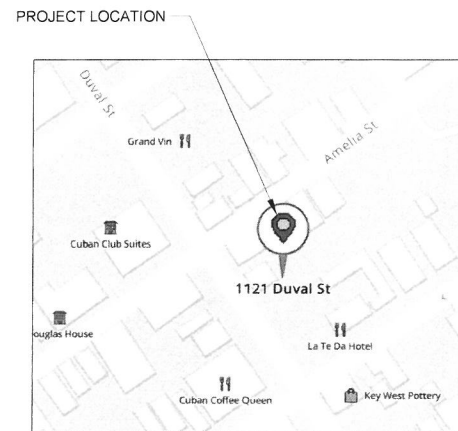 PROJECT LOCATION
Duval St
Grand Vin
Amelia St
Cuban Club Suites
1121 Duval St
ouglas House
La Te Da Hotel
Cuban Coffee Queen
Key West Pottery